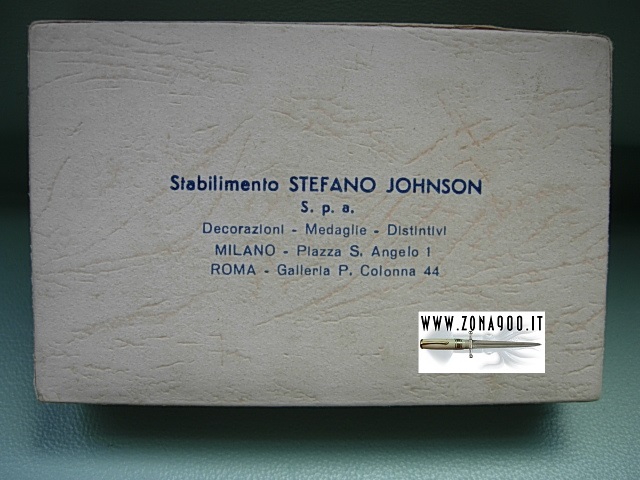 Stabilimento STEFANO JOHNSON
S. p. a.
Decorazioni - Medaglie - Distintivi
MILANO - Piazza S. Angelo 1
ROMA - Galleria P. Colonna 44
WWW.ZONA900.IT